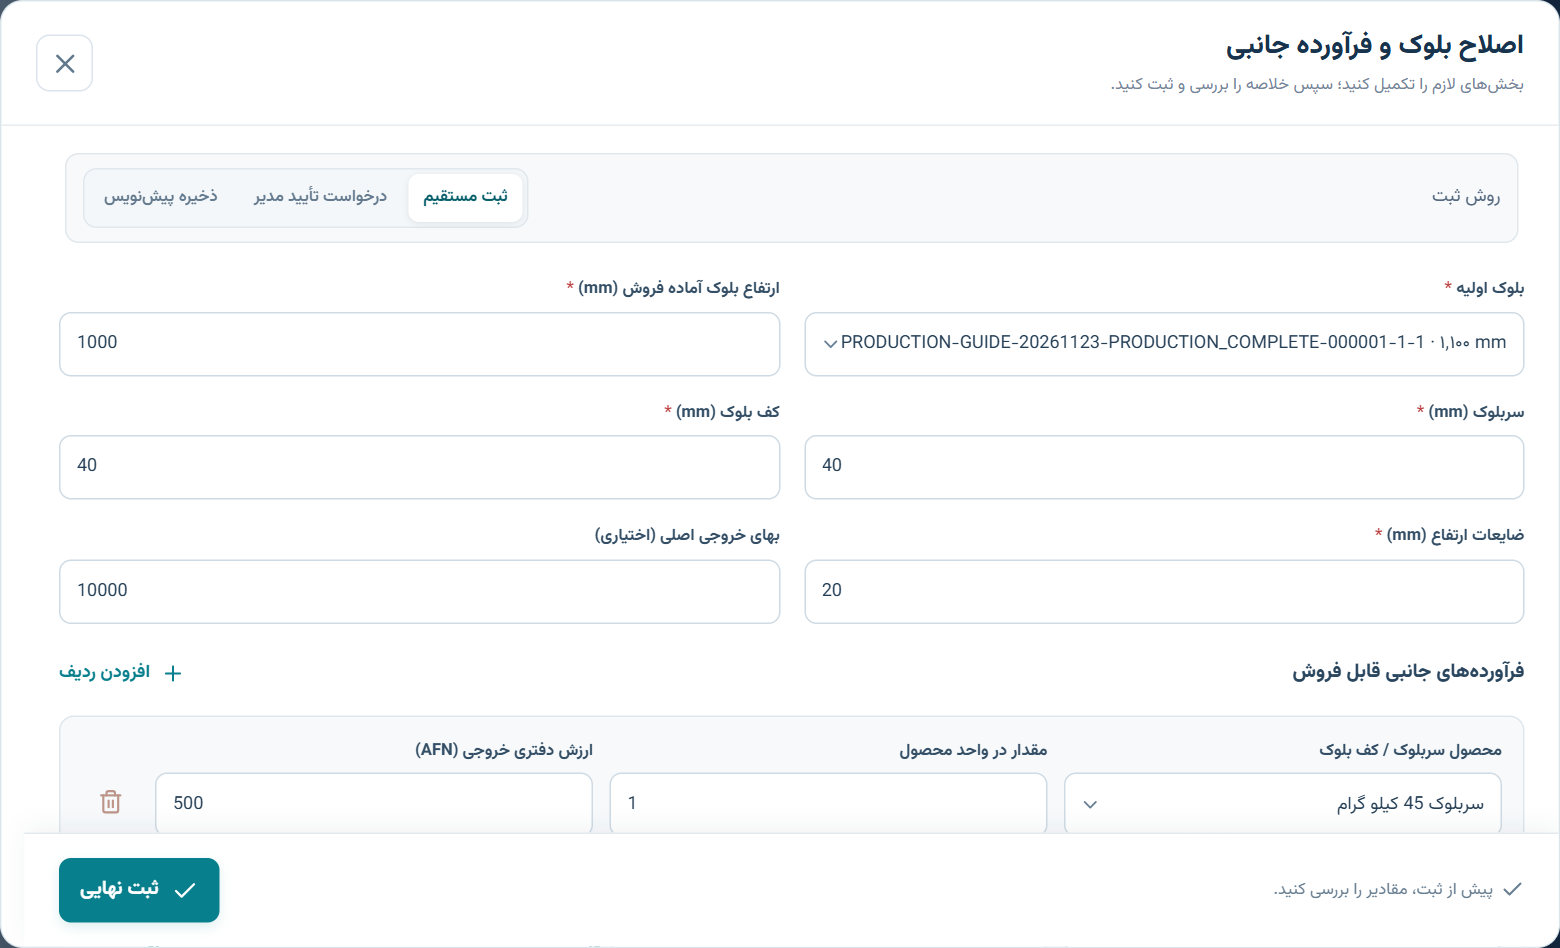 اصلاح بلوک و فرآورده جانبی
بخش‌های لازم را تکمیل کنید؛ سپس خلاصه را بررسی و ثبت کنید.
روش ثبت
ثبت مستقیم
درخواست تأیید مدیر
ذخیره پیش‌نویس
بلوک اولیه *
PRODUCTION-GUIDE-20261123-PRODUCTION_COMPLETE-000001-1-1 · ۱,۱۰۰ mm
ارتفاع بلوک آماده فروش (mm) *
1000
سربلوک (mm) *
40
کف بلوک (mm) *
40
ضایعات ارتفاع (mm) *
20
بهای خروجی اصلی (اختیاری)
10000
فرآورده‌های جانبی قابل فروش
افزودن ردیف
محصول سربلوک / کف بلوک
سربلوک 45 کیلو گرام
مقدار در واحد محصول
1
ارزش دفتری خروجی (AFN)
500
پیش از ثبت، مقادیر را بررسی کنید.
ثبت نهایی